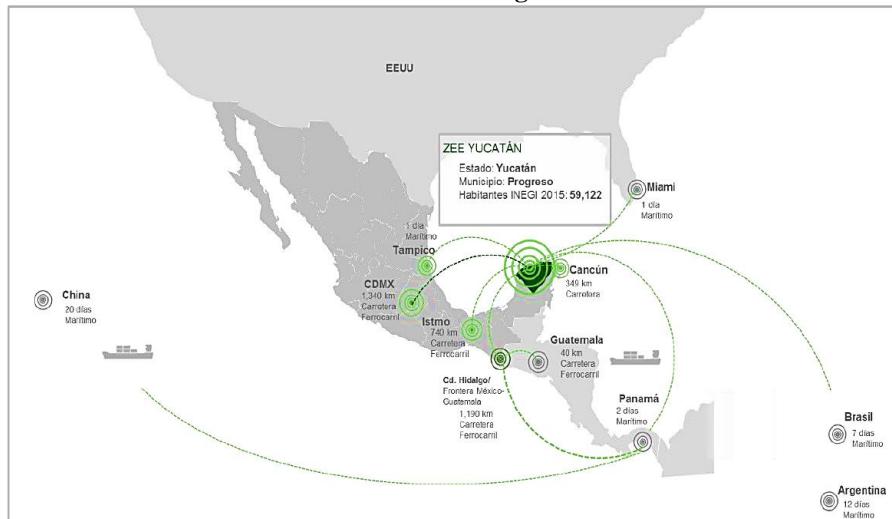 EEUU
ZEE YUCATÁN
Estado: Yucatán
Municipio: Progreso
Habitantes INEGI 2015: 59,122
Miami
1 día
Marítimo
1 día
Marítimo
Tampico
Cancún
349 km
Carretera
CDMX
1,340 km
Carretera
Ferrocarril
China
20 días
Marítimo
Istmo
740 km
Carretera
Ferrocarril
Guatemala
40 km
Carretera
Ferrocarril
Cd. Hidalgo/
Frontera México-
Guatemala
1,190 km
Carretera
Ferrocarril
Panamá
2 días
Marítimo
Brasil
7 días
Marítimo
Argentina
12 días
Marítimo